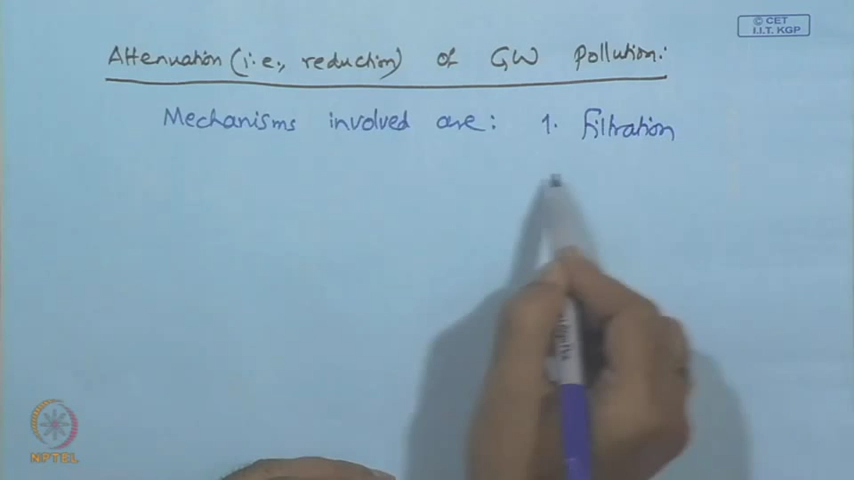 © CET
I.I.T. KGP
Attenuation (i.e., reduction) of GW Pollution:
Mechanisms involved are: 1. Filtration
NPTEL